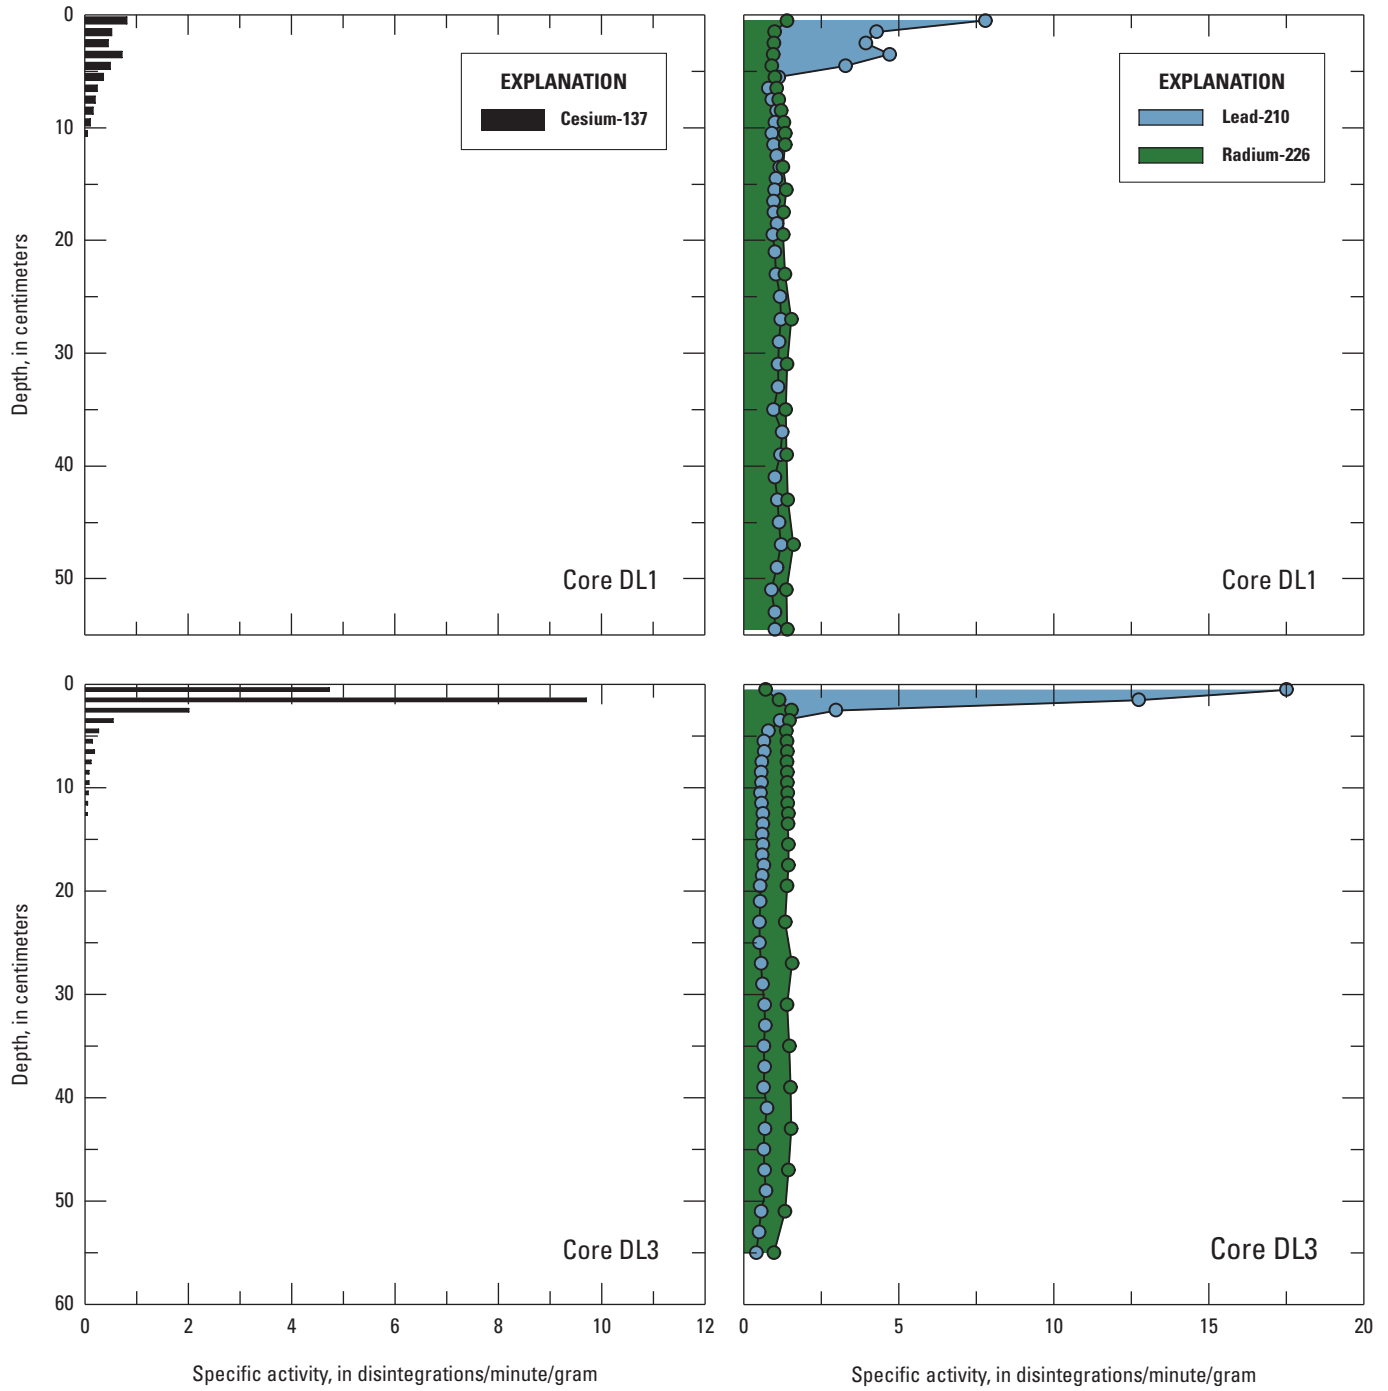 0
10
20
30
40
50
Depth, in centimeters
EXPLANATION
Cesium-137
Core DL1
EXPLANATION
Lead-210
Radium-226
Core DL1
0
10
20
30
40
50
60
Depth, in centimeters
Core DL3
0 2 4 6 8 10 12
Specific activity, in disintegrations/minute/gram
Core DL3
0 5 10 15 20
Specific activity, in disintegrations/minute/gram